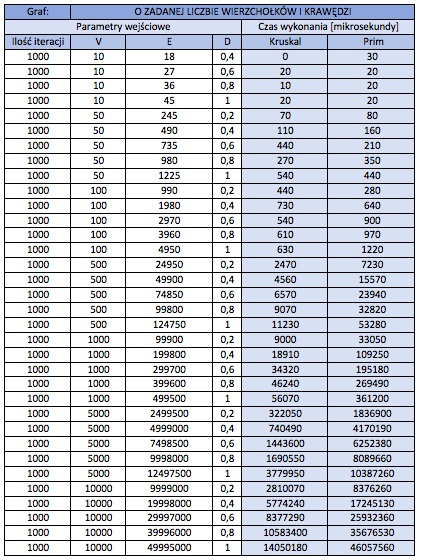 Graf: O ZADANEJ LICZBIE WIERZCHOŁKÓW I KRAWĘDZI
Parametry wejściowe Czas wykonania [mikrosekundy]
Ilość iteracji V E D Kruskal Prim
1000 10 18 0,4 0 30
1000 10 27 0,6 20 20
1000 10 36 0,8 10 20
1000 10 45 1 20 20
1000 50 245 0,2 70 80
1000 50 490 0,4 110 160
1000 50 735 0,6 440 210
1000 50 980 0,8 270 350
1000 50 1225 1 540 440
1000 100 990 0,2 440 280
1000 100 1980 0,4 730 640
1000 100 2970 0,6 540 900
1000 100 3960 0,8 610 970
1000 100 4950 1 630 1220
1000 500 24950 0,2 2470 7230
1000 500 49900 0,4 4560 15570
1000 500 74850 0,6 6570 23940
1000 500 99800 0,8 9070 32820
1000 500 124750 1 11230 53280
1000 1000 99900 0,2 9000 33050
1000 1000 199800 0,4 18910 109250
1000 1000 299700 0,6 34320 195180
1000 1000 399600 0,8 46240 269490
1000 1000 499500 1 56070 361200
1000 5000 2499500 0,2 322050 1836900
1000 5000 4999000 0,4 740490 4170190
1000 5000 7498500 0,6 1443600 6252380
1000 5000 9998000 0,8 1690550 8089660
1000 5000 12497500 1 3779950 10387260
1000 10000 9999000 0,2 2810070 8376260
1000 10000 19998000 0,4 5774240 17245130
1000 10000 29997000 0,6 8377290 25932360
1000 10000 39996000 0,8 10583400 35676530
1000 10000 49995000 1 14050180 46057560